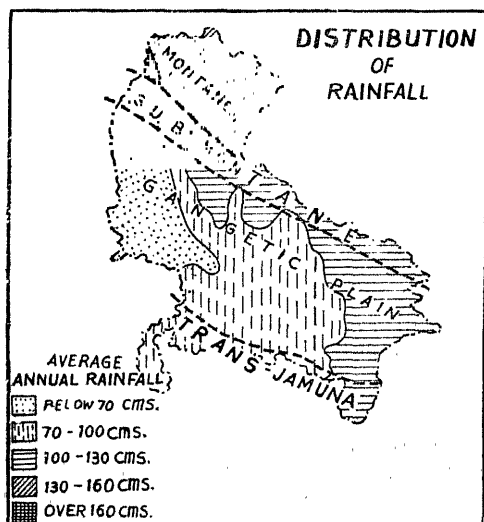 DISTRIBUTION
OF
RAINFALL
MONTANE
SUB MONTANE
GANGETIC PLAIN
TRANS-JAMUNA
AVERAGE
ANNUAL RAINFALL
BELOW 70 CMS.
70-100 CMS.
100-130 CMS.
130-160 CMS.
OVER 160 CMS.